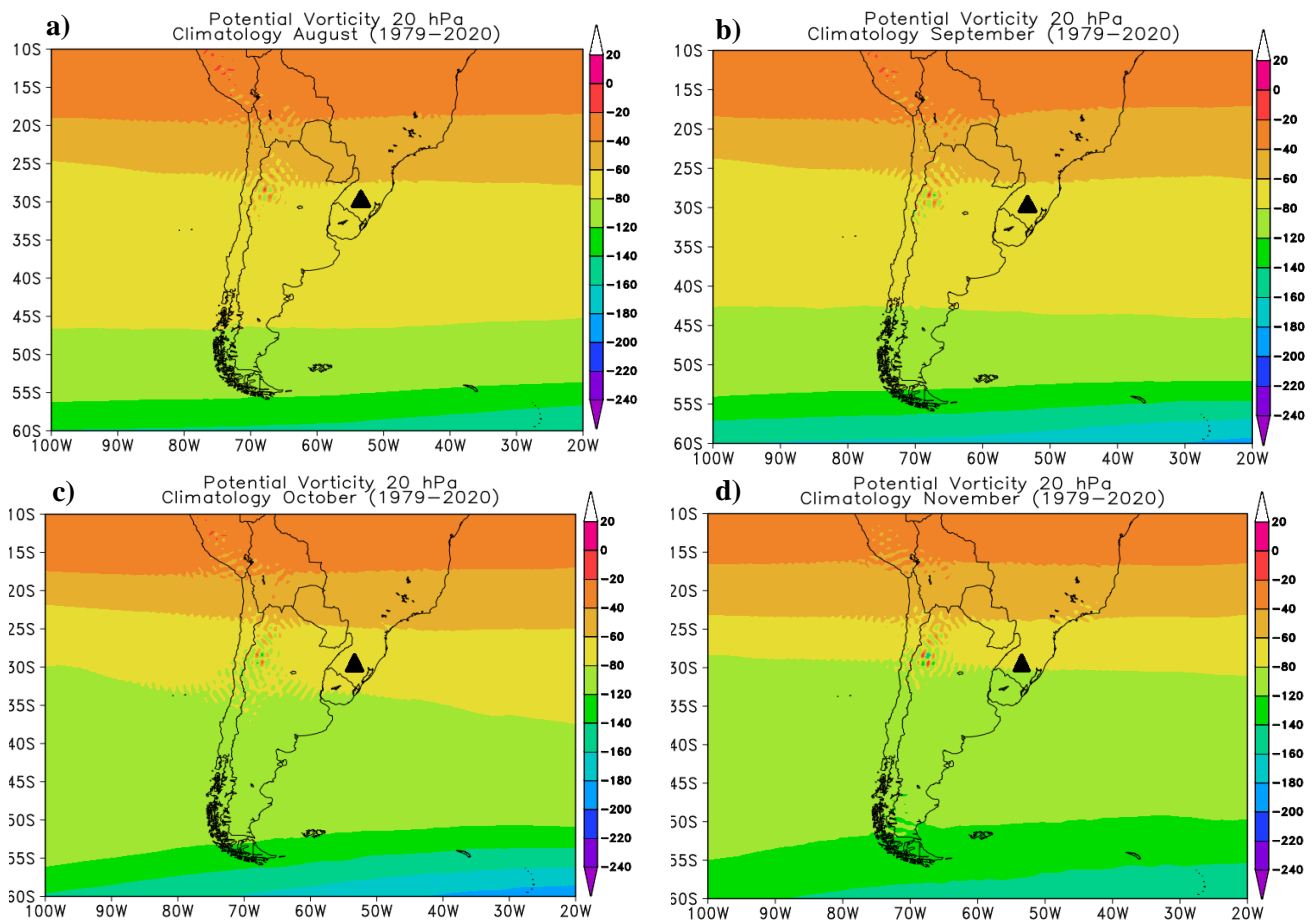 a)
Potential Vorticity 20 hPa
Climatology August (1979−2020)
10S
15S
20S
25S
30S
35S
40S
45S
50S
55S
60S
100W 90W 80W 70W 60W 50W 40W 30W 20W
20
0
−20
−40
−60
−80
−120
−140
−160
−180
−200
−220
−240
b)
Potential Vorticity 20 hPa
Climatology September (1979−2020)
10S
15S
20S
25S
30S
35S
40S
45S
50S
55S
60S
100W 90W 80W 70W 60W 50W 40W 30W 20W
20
0
−20
−40
−60
−80
−120
−140
−160
−180
−200
−220
−240
c)
Potential Vorticity 20 hPa
Climatology October (1979−2020)
10S
15S
20S
25S
30S
35S
40S
45S
50S
55S
60S
100W 90W 80W 70W 60W 50W 40W 30W 20W
20
0
−20
−40
−60
−80
−120
−140
−160
−180
−200
−220
−240
d)
Potential Vorticity 20 hPa
Climatology November (1979−2020)
10S
15S
20S
25S
30S
35S
40S
45S
50S
55S
60S
100W 90W 80W 70W 60W 50W 40W 30W 20W
20
0
−20
−40
−60
−80
−120
−140
−160
−180
−200
−220
−240